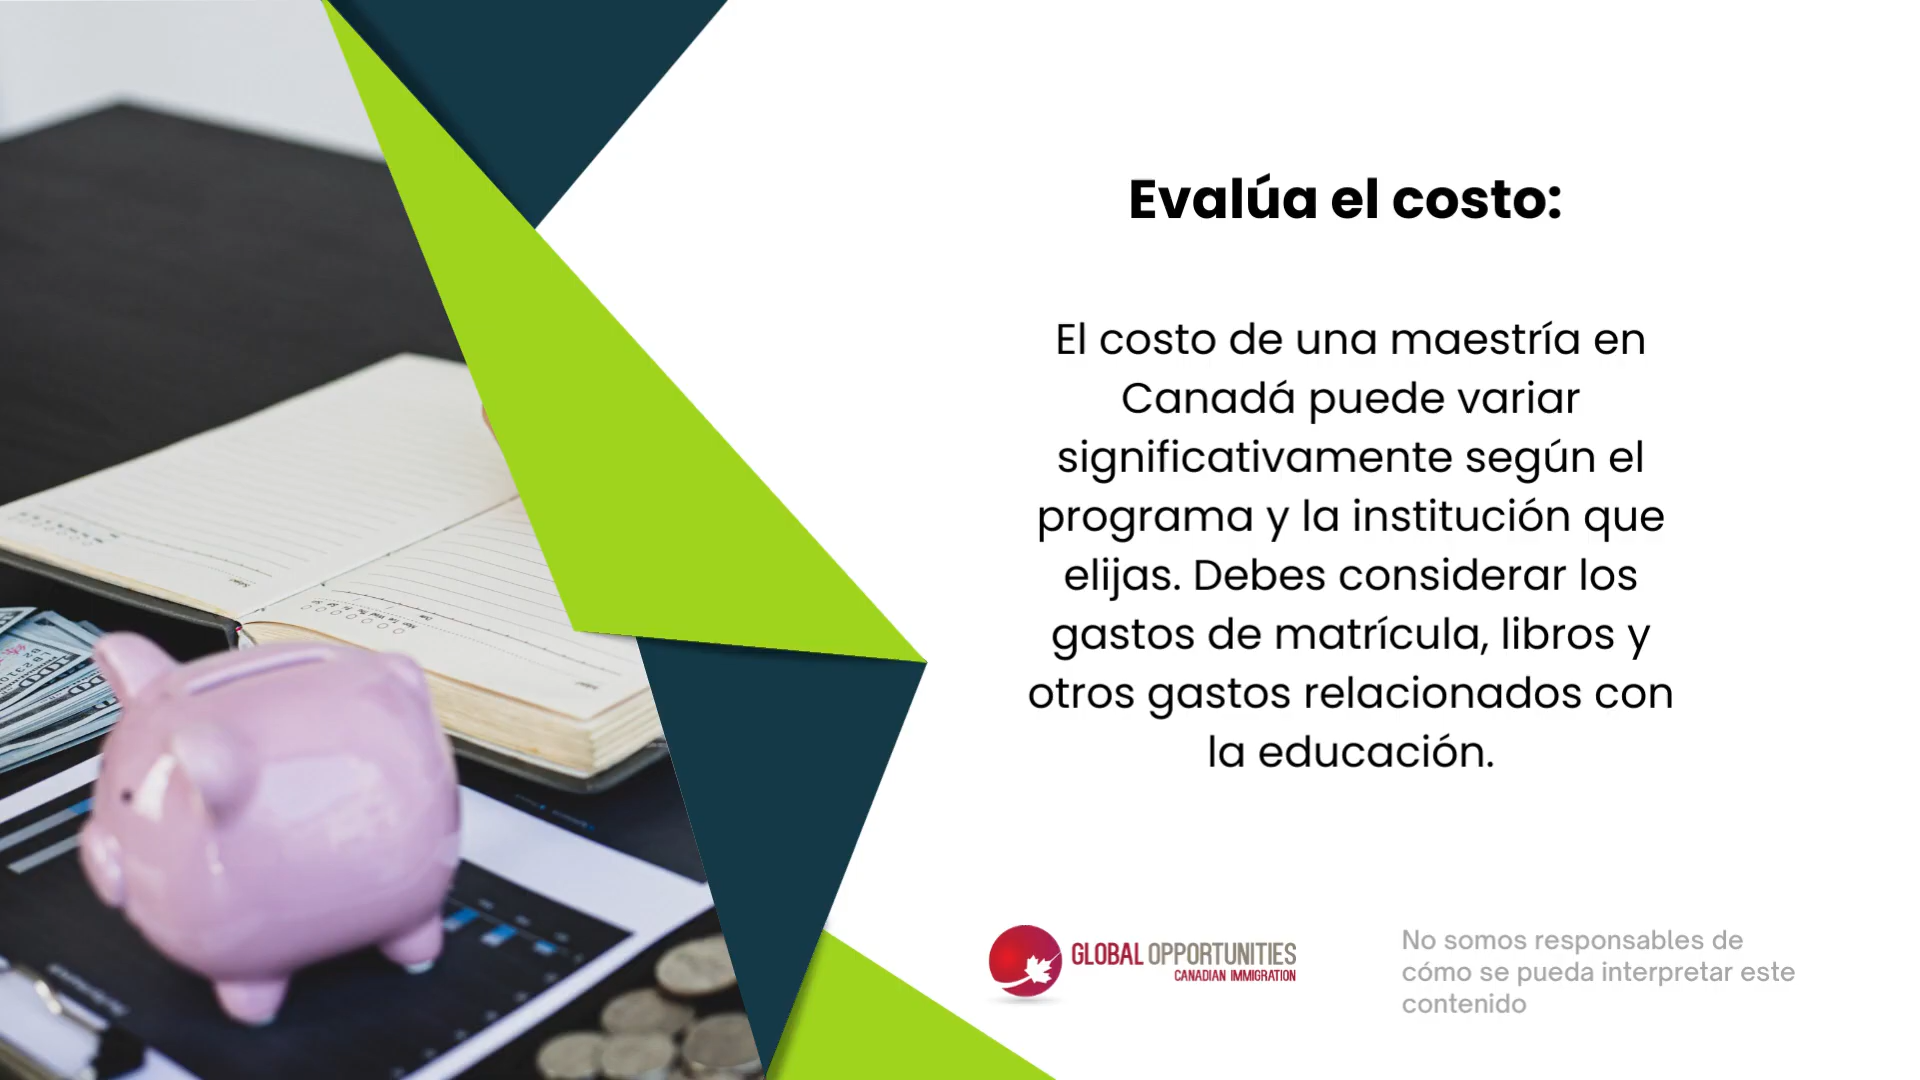 Evalúa el costo:
El costo de una maestría en
Canadá puede variar
significativamente según el
programa y la institución que
elijas. Debes considerar los
gastos de matrícula, libros y
otros gastos relacionados con
la educación.
GLOBAL OPPORTUNITIES
CANADIAN IMMIGRATION
No somos responsables de
cómo se pueda interpretar este
contenido